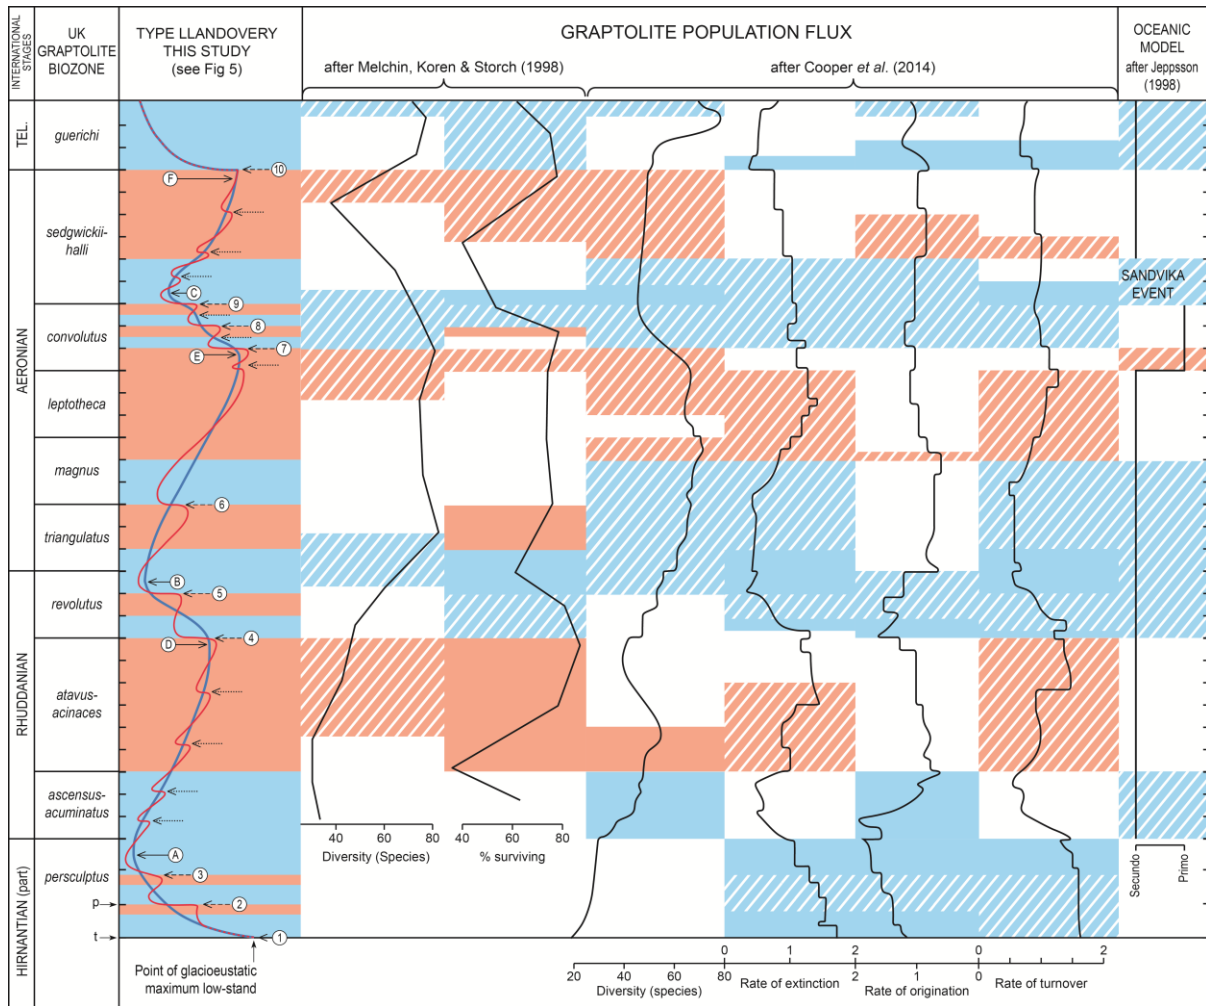 INTERNATIONAL
STAGES
UK
GRAPTOLITE
BIOZONE
TYPE LLANDOVERY
THIS STUDY
(see Fig 5)
GRAPTOLITE POPULATION FLUX
after Melchin, Koren & Storch (1998)
after Cooper et al. (2014)
OCEANIC
MODEL
after Jeppsson
(1998)
TEL.
guerichi
10
F
AERONIAN
sedgwickii-
halli
C
SANDVIKA
EVENT
9
convolutus
8
7
E
leptotheca
magnus
6
triangulatus
B
RHUDDANIAN
revolutus
5
4
D
atavus-
acinaces
ascensus-
acuminatus
40 60 80
Diversity (Species)
40 60 80
% surviving
A
HIRNANTIAN (part)
persculptus
3
p
2
t
1
Secundo
Primo
Point of glacioeustatic
maximum low-stand
0 1 2
0 2
20 40 60 80
Diversity (species)
Rate of extinction
2 1 0
Rate of origination
Rate of turnover